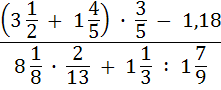 (3 1/2 + 1 4/5) · 3/5 − 1,18
8 1/8 · 2/13 + 1 1/3 : 1 7/9